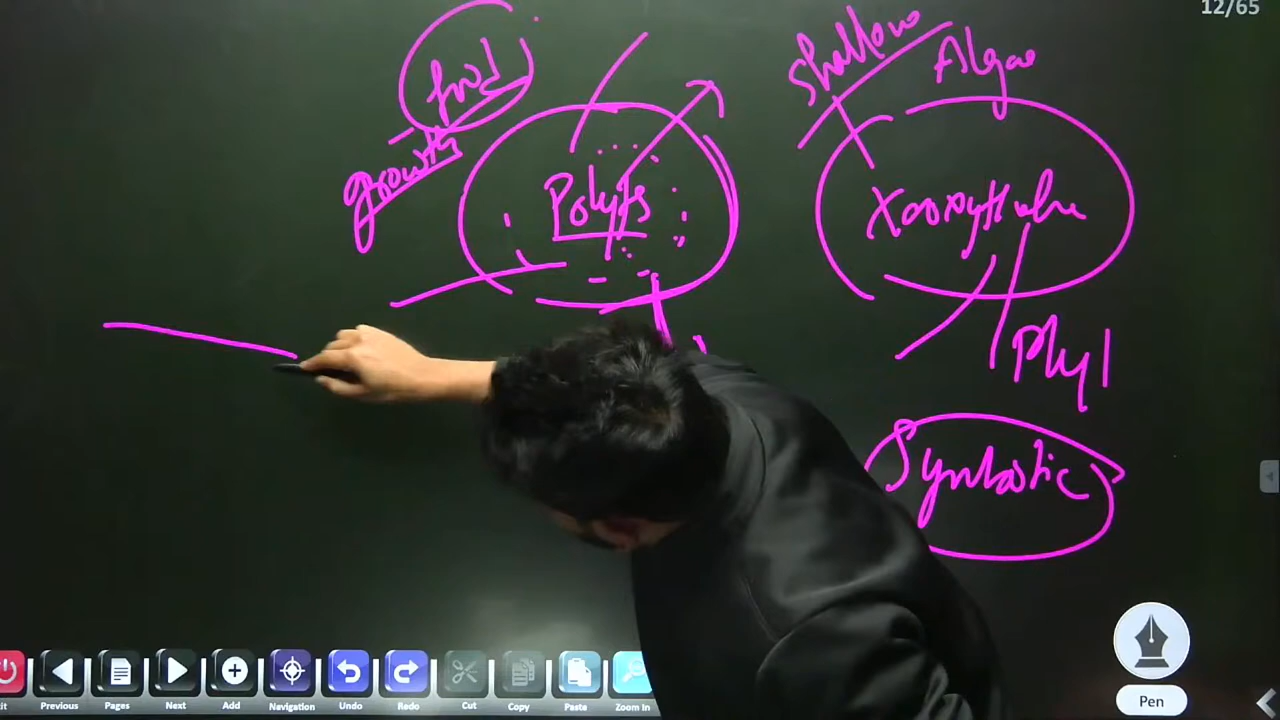 12/65
food
growth
Polyps
shallow
Algae
Phyl
Symbiotic
Pen
Previous
Pages
Next
Add
Navigation
Undo
Redo
Cut
Copy
Paste
Zoom In